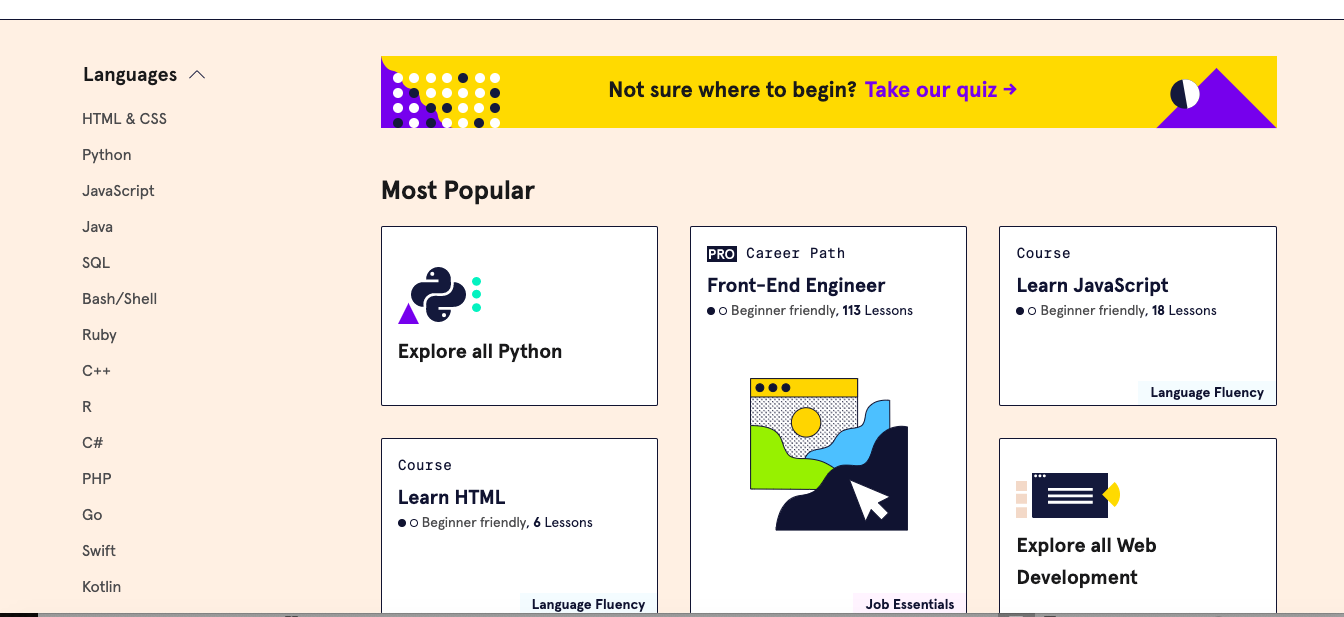 Languages
HTML & CSS
Python
JavaScript
Java
SQL
Bash/Shell
Ruby
C++
R
C#
PHP
Go
Swift
Kotlin
Not sure where to begin? Take our quiz →
Most Popular
Explore all Python
PRO Career Path
Front-End Engineer
Beginner friendly, 113 Lessons
Job Essentials
Course
Learn JavaScript
Beginner friendly, 18 Lessons
Language Fluency
Course
Learn HTML
Beginner friendly, 6 Lessons
Language Fluency
Explore all Web
Development